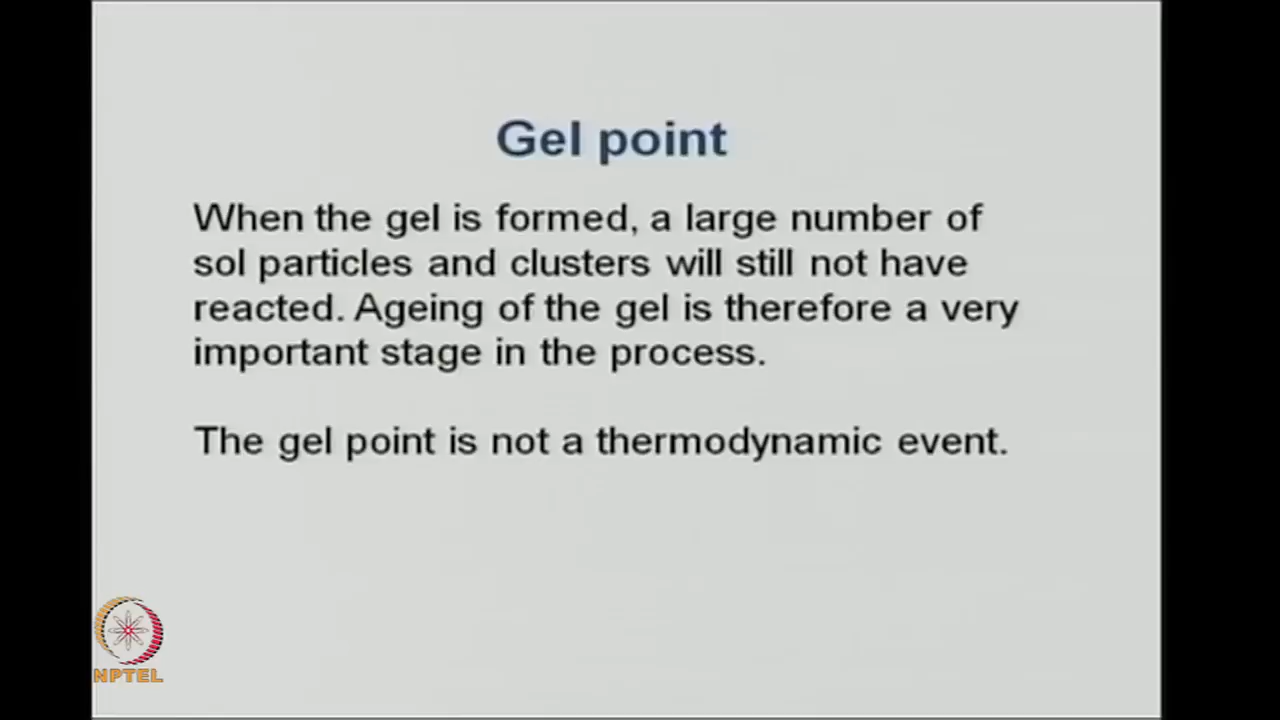 Gel point
When the gel is formed, a large number of
sol particles and clusters will still not have
reacted. Ageing of the gel is therefore a very
important stage in the process.
The gel point is not a thermodynamic event.
NPTEL